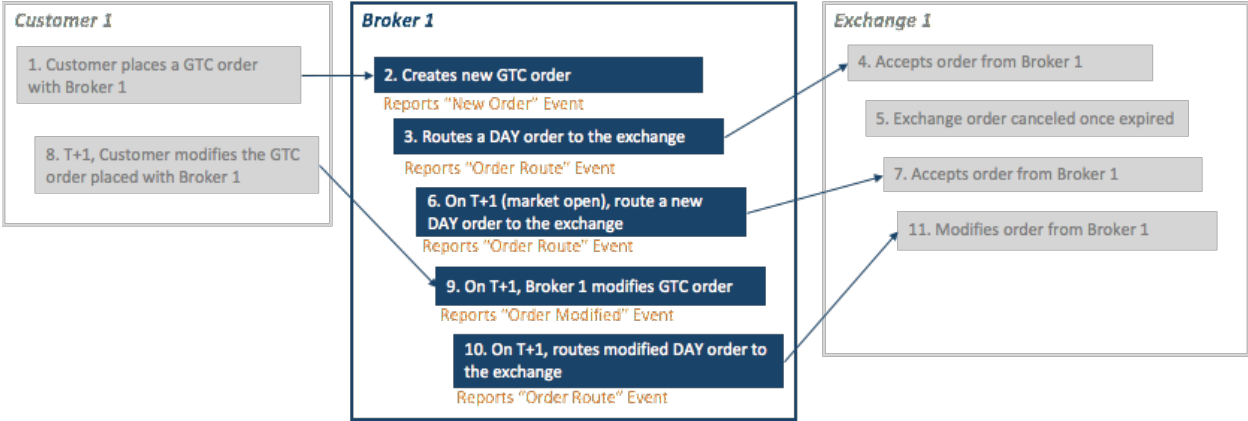 Customer 1
1. Customer places a GTC order
with Broker 1
8. T+1, Customer modifies the GTC
order placed with Broker 1
Broker 1
2. Creates new GTC order
Reports "New Order" Event
3. Routes a DAY order to the exchange
Reports "Order Route" Event
6. On T+1 (market open), route a new
DAY order to the exchange
Reports "Order Route" Event
9. On T+1, Broker 1 modifies GTC order
Reports "Order Modified" Event
10. On T+1, routes modified DAY order to
the exchange
Reports "Order Route" Event
Exchange 1
4. Accepts order from Broker 1
5. Exchange order canceled once expired
7. Accepts order from Broker 1
11. Modifies order from Broker 1